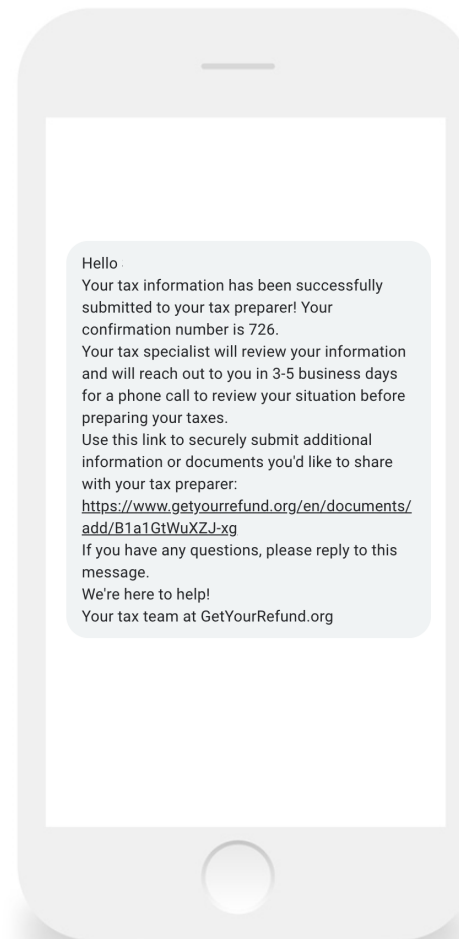 Hello
Your tax information has been successfully
submitted to your tax preparer! Your
confirmation number is 726.
Your tax specialist will review your information
and will reach out to you in 3-5 business days
for a phone call to review your situation before
preparing your taxes.
Use this link to securely submit additional
information or documents you'd like to share
with your tax preparer:
https://www.getyourrefund.org/en/documents/
add/B1a1GtWuXZJ-xg
If you have any questions, please reply to this
message.
We're here to help!
Your tax team at GetYourRefund.org